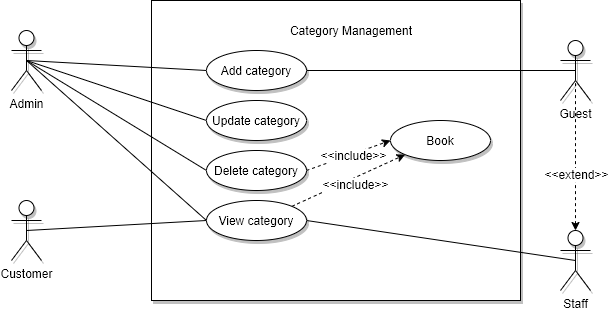 Category Management
Add category
Admin
Guest
Update category
Book
<<include>>
Delete category
<<extend>>
<<include>>
View category
Customer
Staff